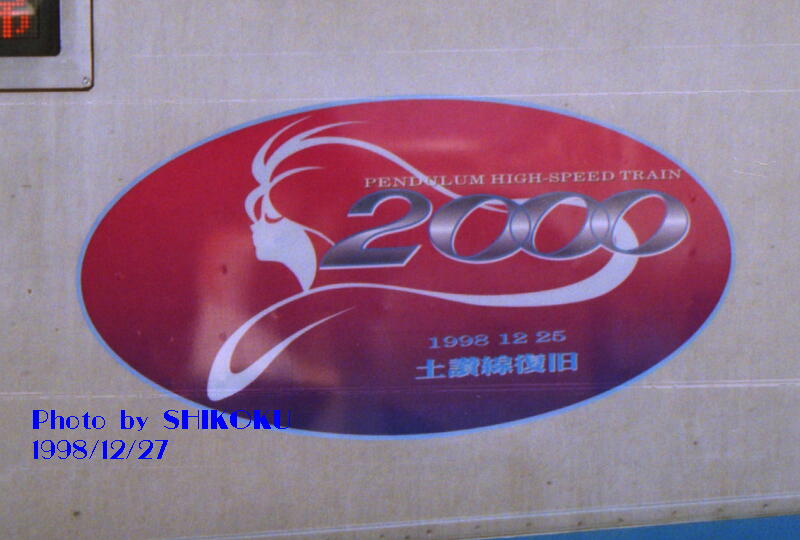 PENDULUM HIGH-SPEED TRAIN
2000
1998 12 25
土讃線復旧
Photo by SHIKOKU
1998/12/27